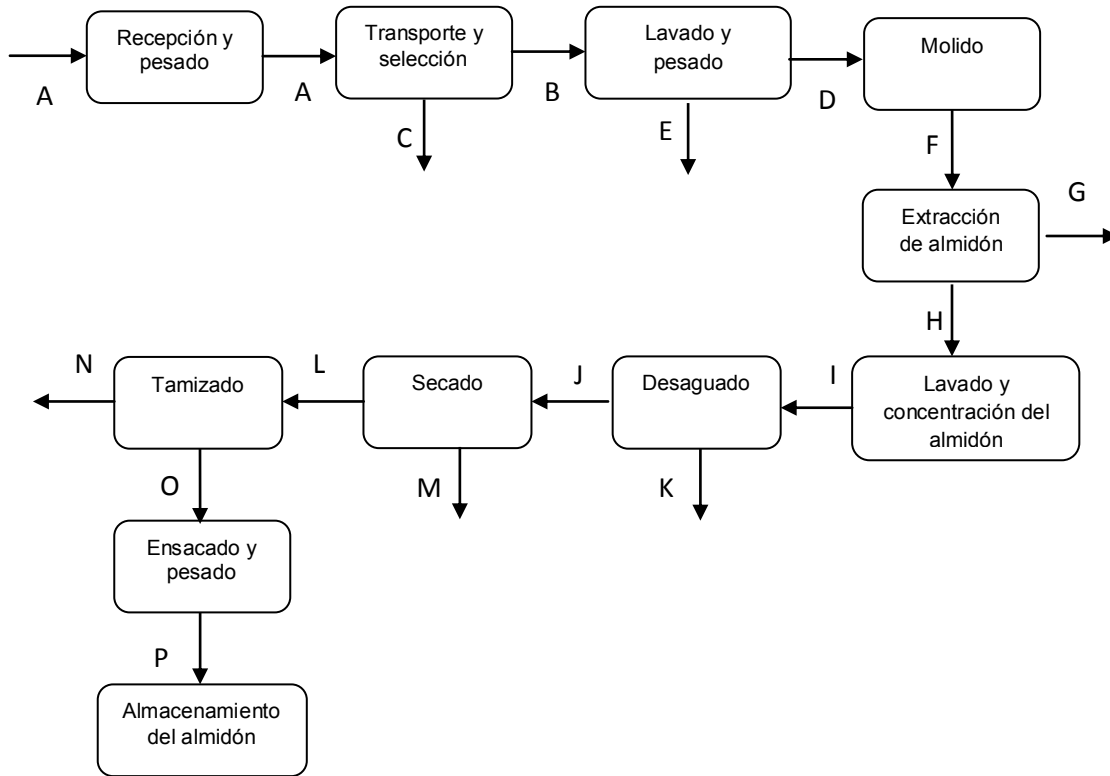 Recepción y
pesado
Transporte y
selección
Lavado y
pesado
Molido
A
A
B
D
C
E
F
Extracción
de almidón
G
H
N
Tamizado
L
Secado
J
Desaguado
I
Lavado y
concentración del
almidón
O
M
K
Ensacado y
pesado
P
Almacenamiento
del almidón